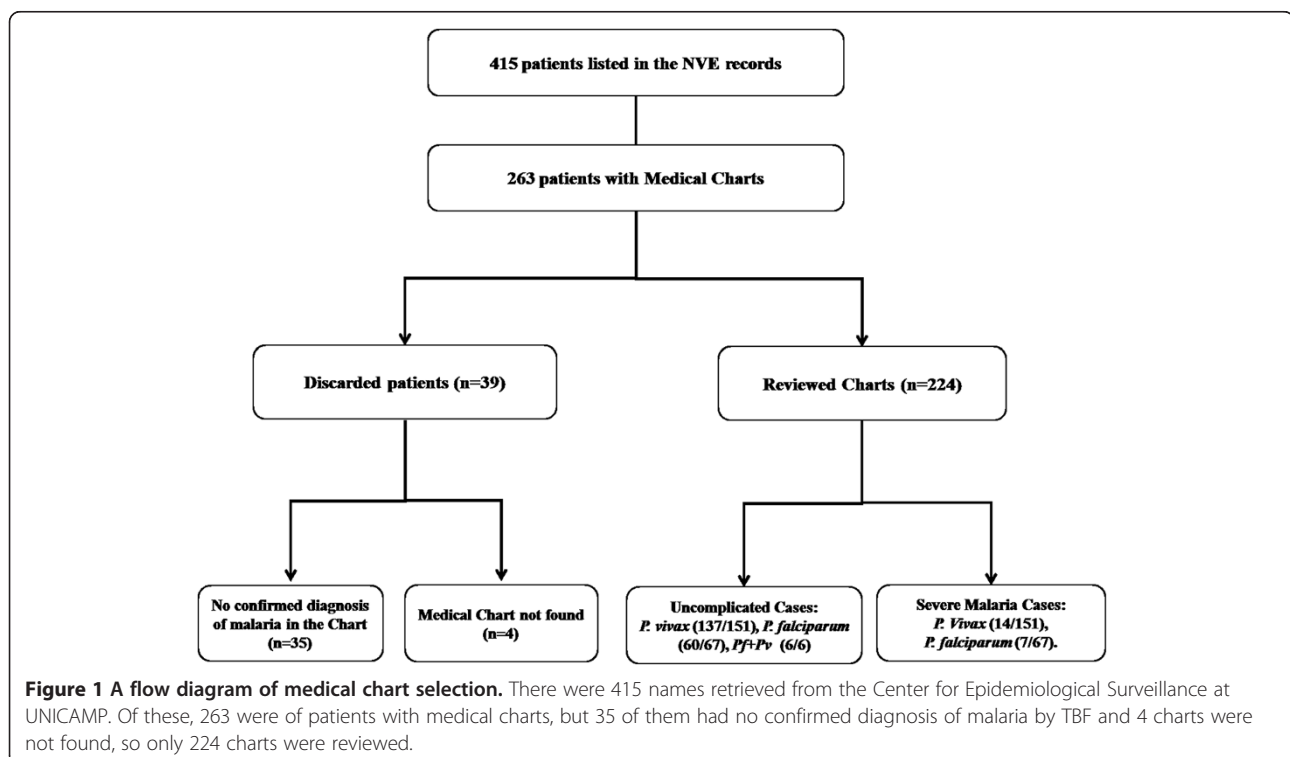 415 patients listed in the NVE records
263 patients with Medical Charts
Discarded patients (n=39)
Reviewed Charts (n=224)
No confirmed diagnosis
of malaria in the Chart
(n=35)
Medical Chart not found
(n=4)
Uncomplicated Cases:
P. vivax (137/151), P. falciparum
(60/67), Pf+Pv (6/6)
Severe Malaria Cases:
P. Vivax (14/151),
P. falciparum (7/67).
Figure 1 A flow diagram of medical chart selection. There were 415 names retrieved from the Center for Epidemiological Surveillance at
UNICAMP. Of these, 263 were of patients with medical charts, but 35 of them had no confirmed diagnosis of malaria by TBF and 4 charts were
not found, so only 224 charts were reviewed.